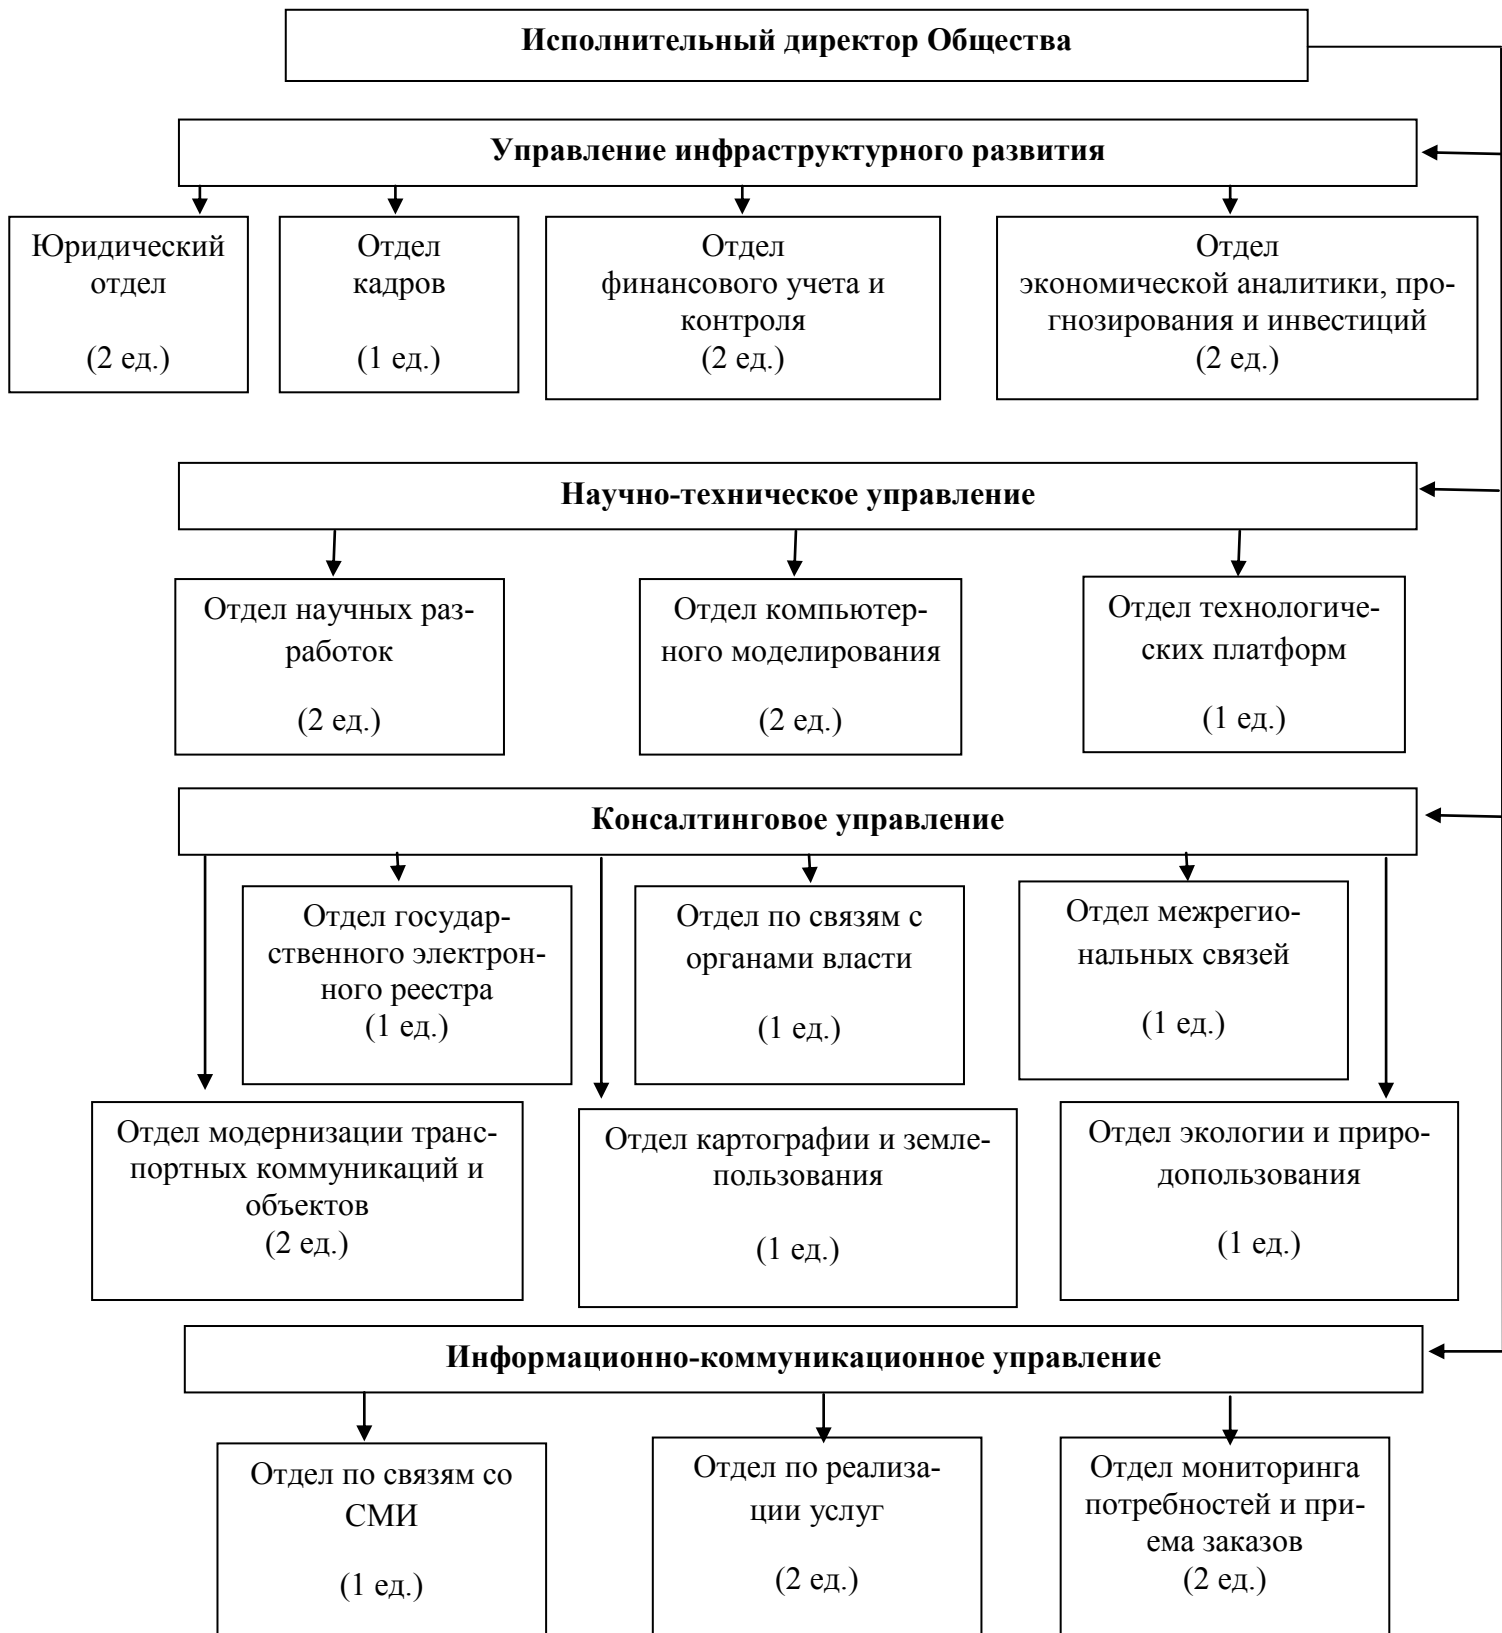 Исполнительный директор Общества
Управление инфраструктурного развития
Юридический
отдел
(2 ед.)
Отдел
кадров
(1 ед.)
Отдел
финансового учета и
контроля
(2 ед.)
Отдел
экономической аналитики, про-
гнозирования и инвестиций
(2 ед.)
Научно-техническое управление
Отдел научных раз-
работок
(2 ед.)
Отдел компьютер-
ного моделирования
(2 ед.)
Отдел технологиче-
ских платформ
(1 ед.)
Консалтинговое управление
Отдел государ-
ственного электрон-
ного реестра
(1 ед.)
Отдел по связям с
органами власти
(1 ед.)
Отдел межрегио-
нальных связей
(1 ед.)
Отдел модернизации транс-
портных коммуникаций и
объектов
(2 ед.)
Отдел картографии и земле-
пользования
(1 ед.)
Отдел экологии и приро-
допользования
(1 ед.)
Информационно-коммуникационное управление
Отдел по связям со
СМИ
(1 ед.)
Отдел по реализа-
ции услуг
(2 ед.)
Отдел мониторинга
потребностей и при-
ема заказов
(2 ед.)